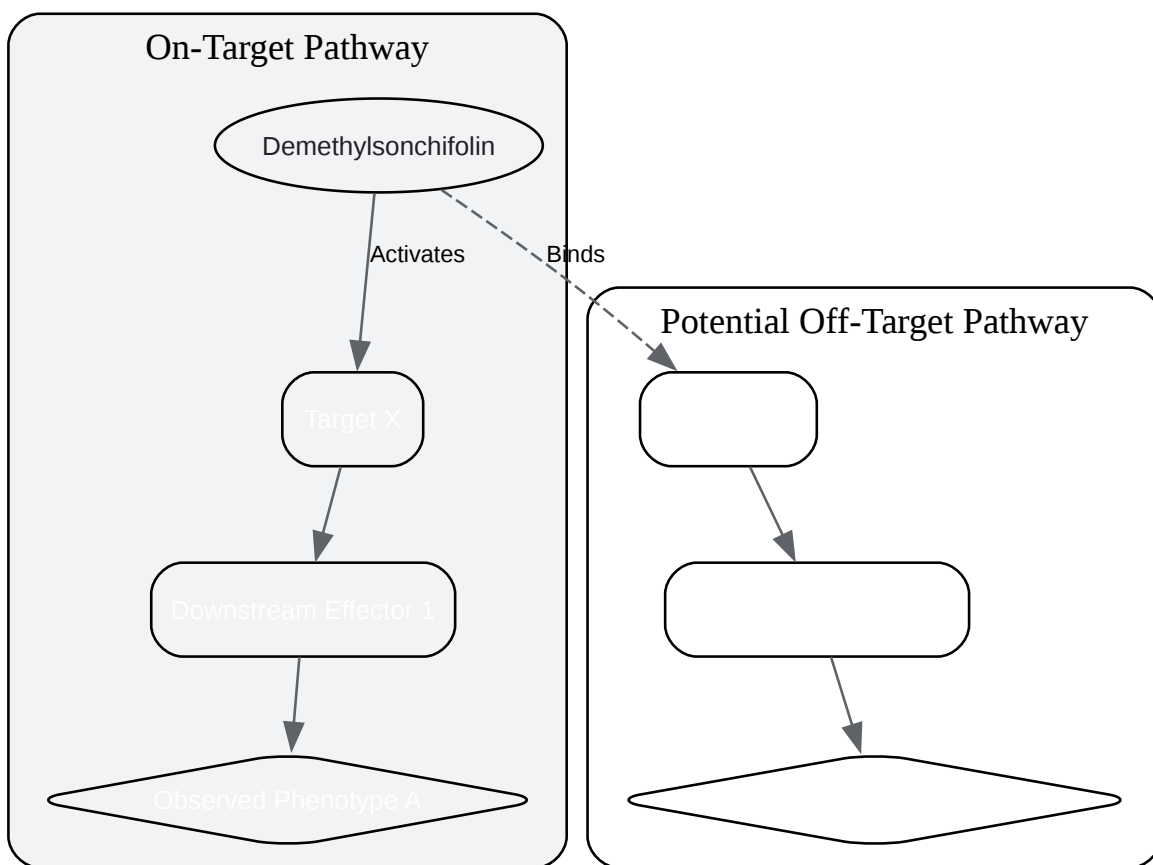 On-Target Pathway
Demethylsonchifolin
Activates
Binds
Potential Off-Target Pathway
Target X
Downstream Effector 1
Observed Phenotype A